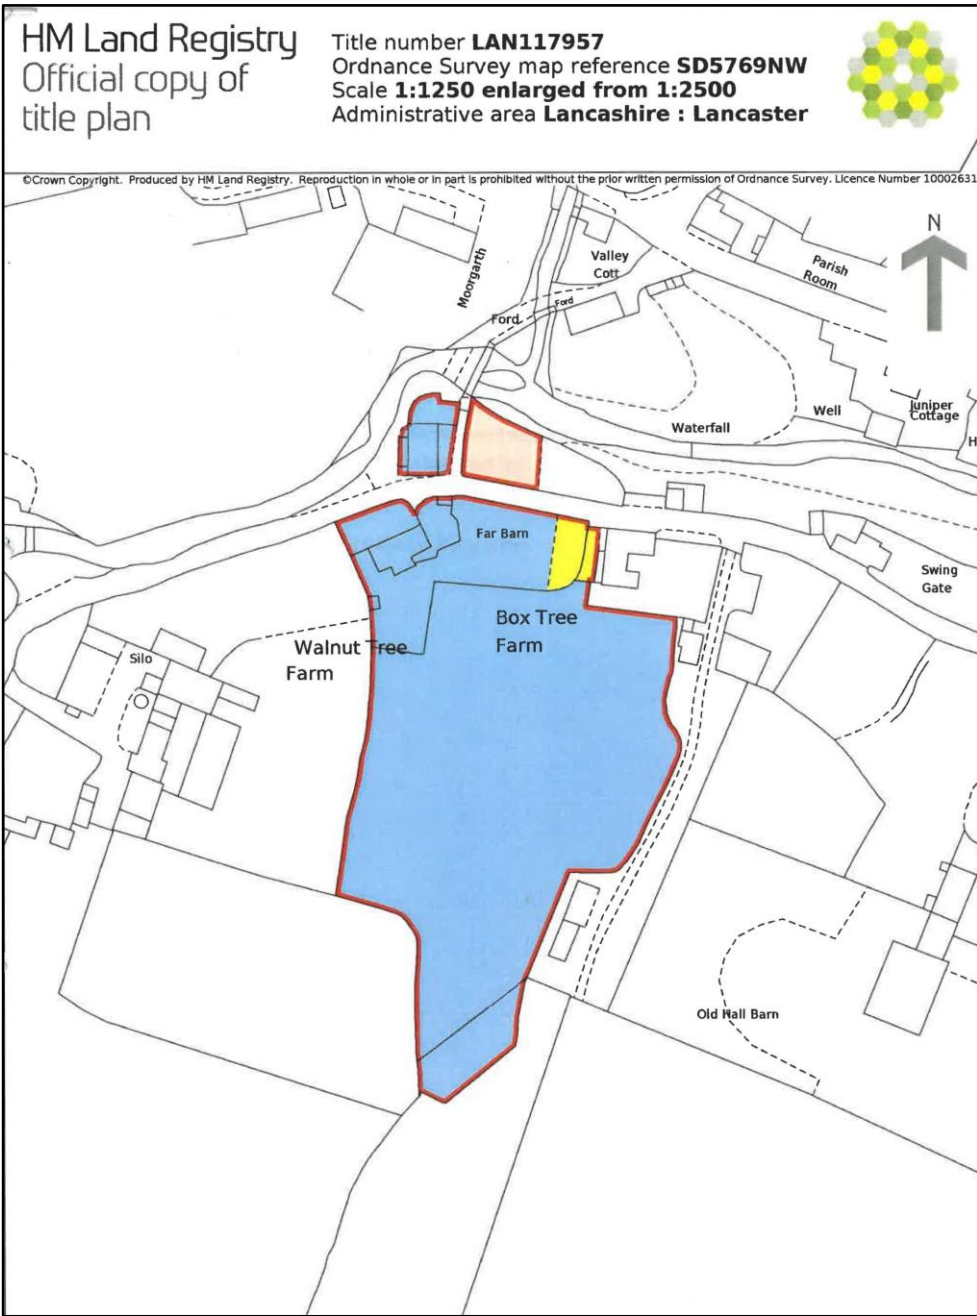 HM Land Registry
Official copy of
title plan
Title number LAN117957
Ordnance Survey map reference SD5769NW
Scale 1:1250 enlarged from 1:2500
Administrative area Lancashire : Lancaster
©Crown Copyright. Produced by HM Land Registry. Reproduction in whole or in part is prohibited without the prior written permission of Ordnance Survey. Licence Number 10002631
N
Moorgarth
Valley
Cott
Parish
Room
Ford
Ford
L
Juniper
Cottage
H
Well
Waterfall
Far Barn
Swing
Gate
Box Tree
Farm
Walnut Tree
Farm
Silo
Old Hall Barn